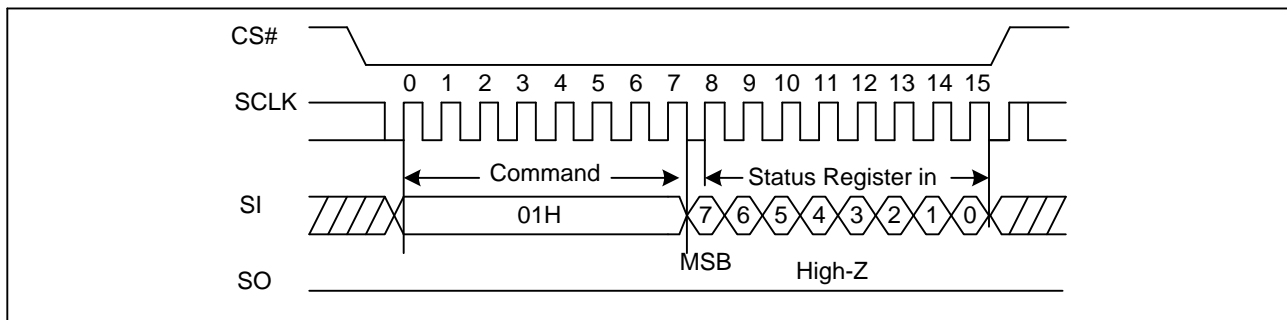 CS#
0 1 2 3 4 5 6 7 8 9 10 11 12 13 14 15
SCLK
Command Status Register in
SI 01H 7 6 5 4 3 2 1 0
MSB High-Z
SO